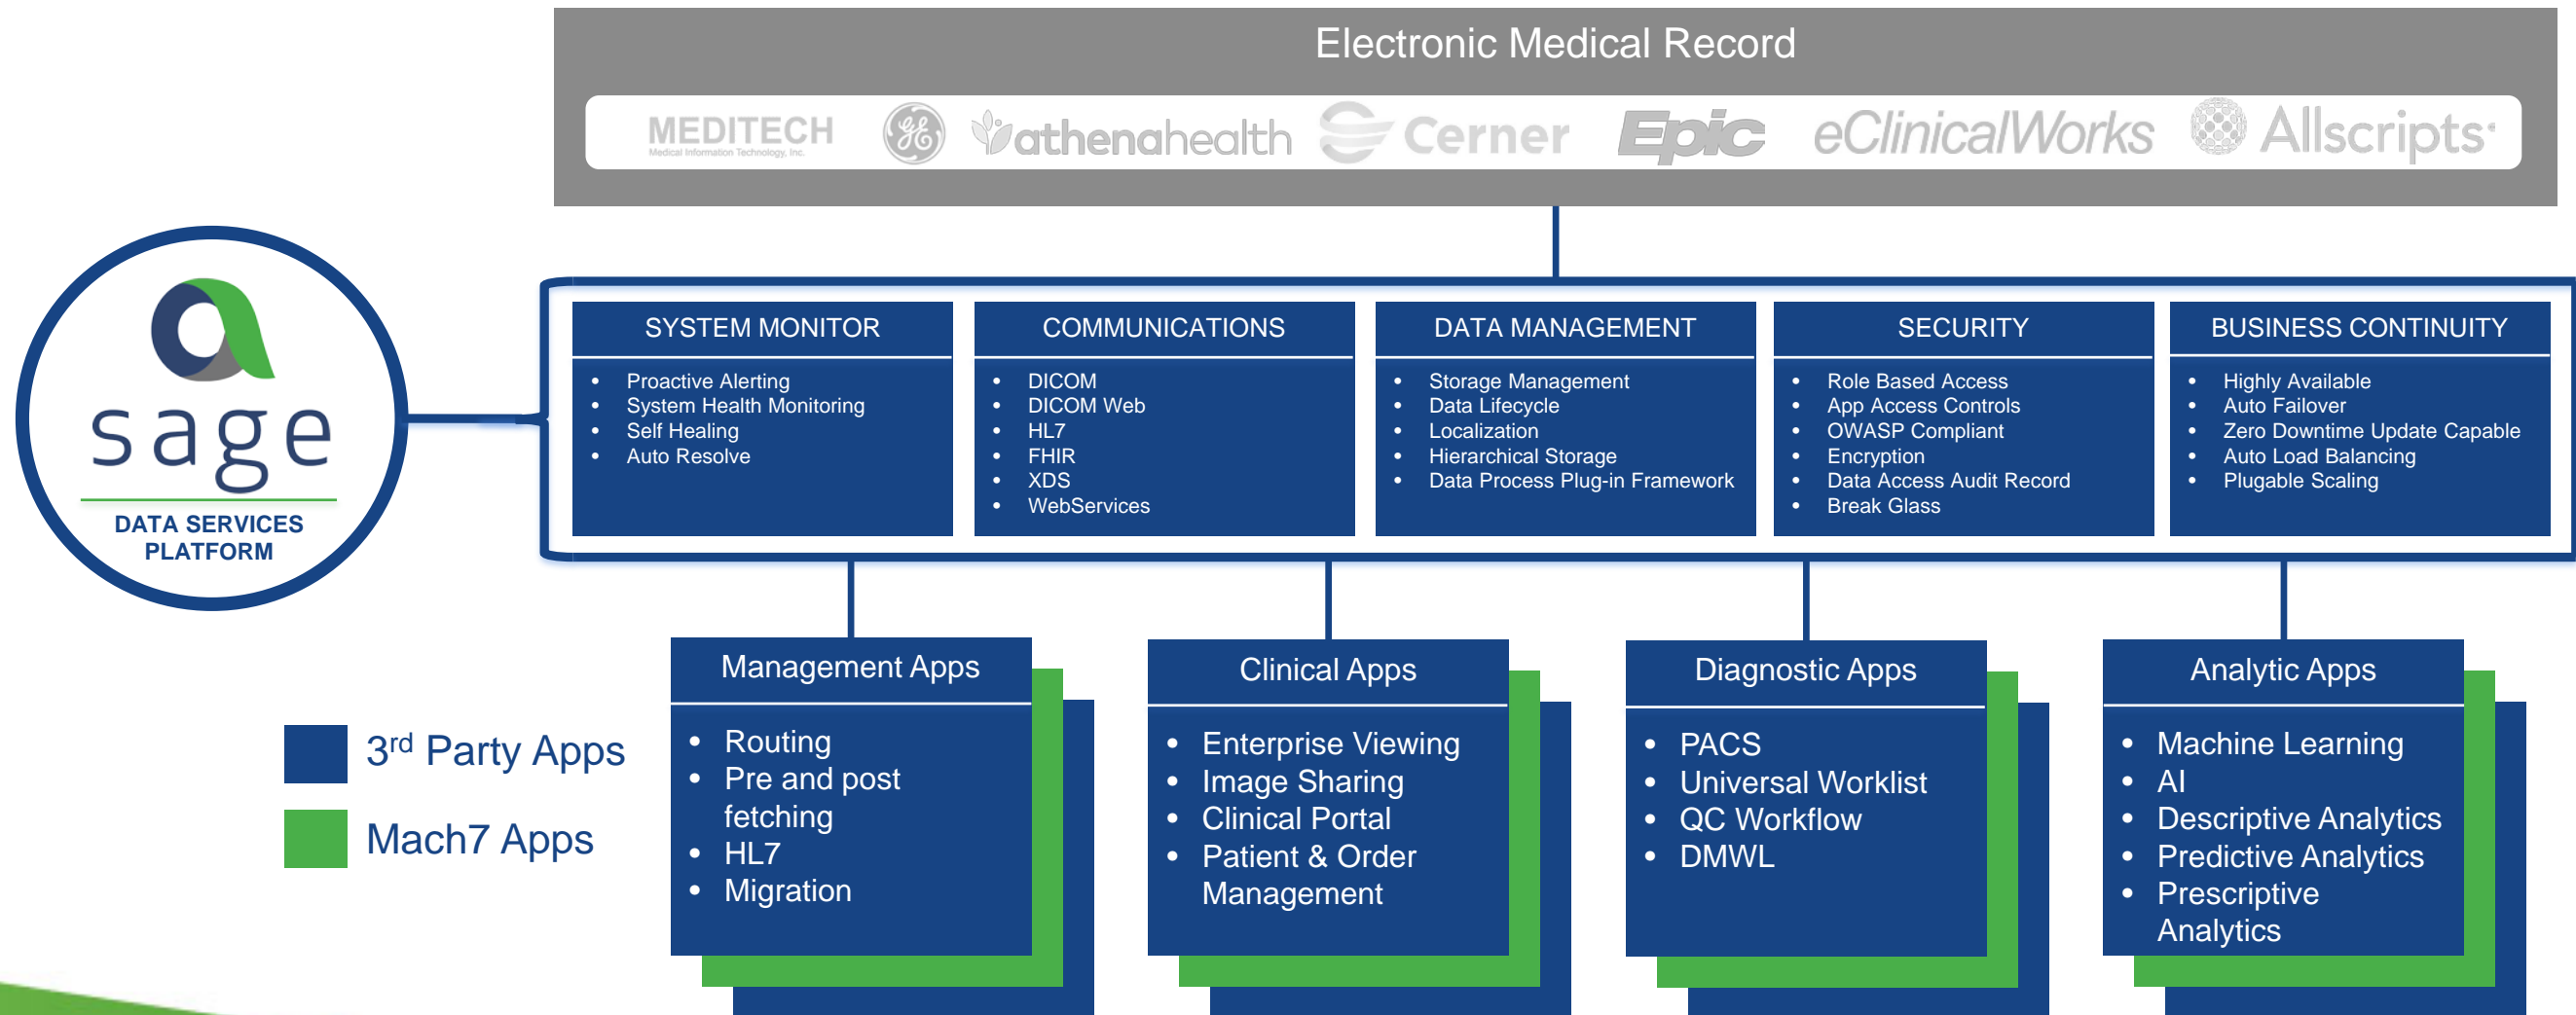 Electronic Medical Record
MEDITECH
Medical Information Technology, Inc.
GE
athenahealth
Cerner
Epic
eClinicalWorks
Allscripts
sage
DATA SERVICES
PLATFORM
SYSTEM MONITOR
• Proactive Alerting
• System Health Monitoring
• Self Healing
• Auto Resolve
COMMUNICATIONS
• DICOM
• DICOM Web
• HL7
• FHIR
• XDS
• WebServices
DATA MANAGEMENT
• Storage Management
• Data Lifecycle
• Localization
• Hierarchical Storage
• Data Process Plug-in Framework
SECURITY
• Role Based Access
• App Access Controls
• OWASP Compliant
• Encryption
• Data Access Audit Record
• Break Glass
BUSINESS CONTINUITY
• Highly Available
• Auto Failover
• Zero Downtime Update Capable
• Auto Load Balancing
• Plugable Scaling
3rd Party Apps
Mach7 Apps
Management Apps
• Routing
• Pre and post
fetching
• HL7
• Migration
Clinical Apps
• Enterprise Viewing
• Image Sharing
• Clinical Portal
• Patient & Order
Management
Diagnostic Apps
• PACS
• Universal Worklist
• QC Workflow
• DMWL
Analytic Apps
• Machine Learning
• AI
• Descriptive Analytics
• Predictive Analytics
• Prescriptive
Analytics